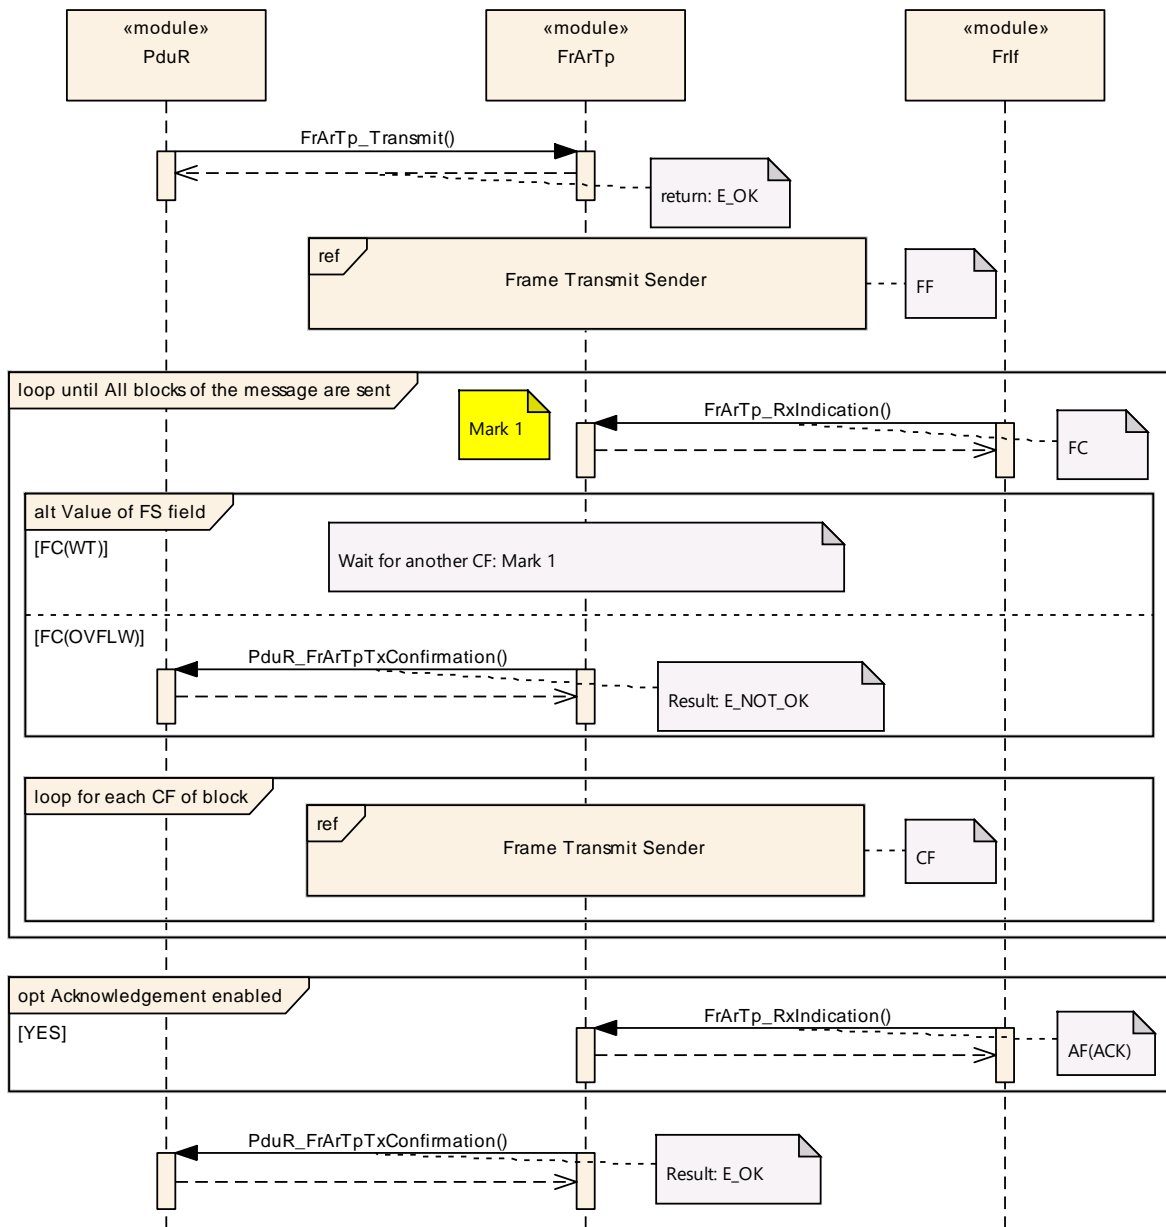 «module»
PduR
«module»
FrArTp
«module»
FrIf
FrArTp_Transmit()
return: E_OK
ref
Frame Transmit Sender
FF
loop until All blocks of the message are sent
Mark 1
FrArTp_RxIndication()
FC
alt Value of FS field
[FC(WT)]
Wait for another CF: Mark 1
[FC(OVFLW)]
PduR_FrArTpTxConfirmation()
Result: E_NOT_OK
loop for each CF of block
ref
Frame Transmit Sender
CF
opt Acknowledgement enabled
[YES]
FrArTp_RxIndication()
AF(ACK)
PduR_FrArTpTxConfirmation()
Result: E_OK